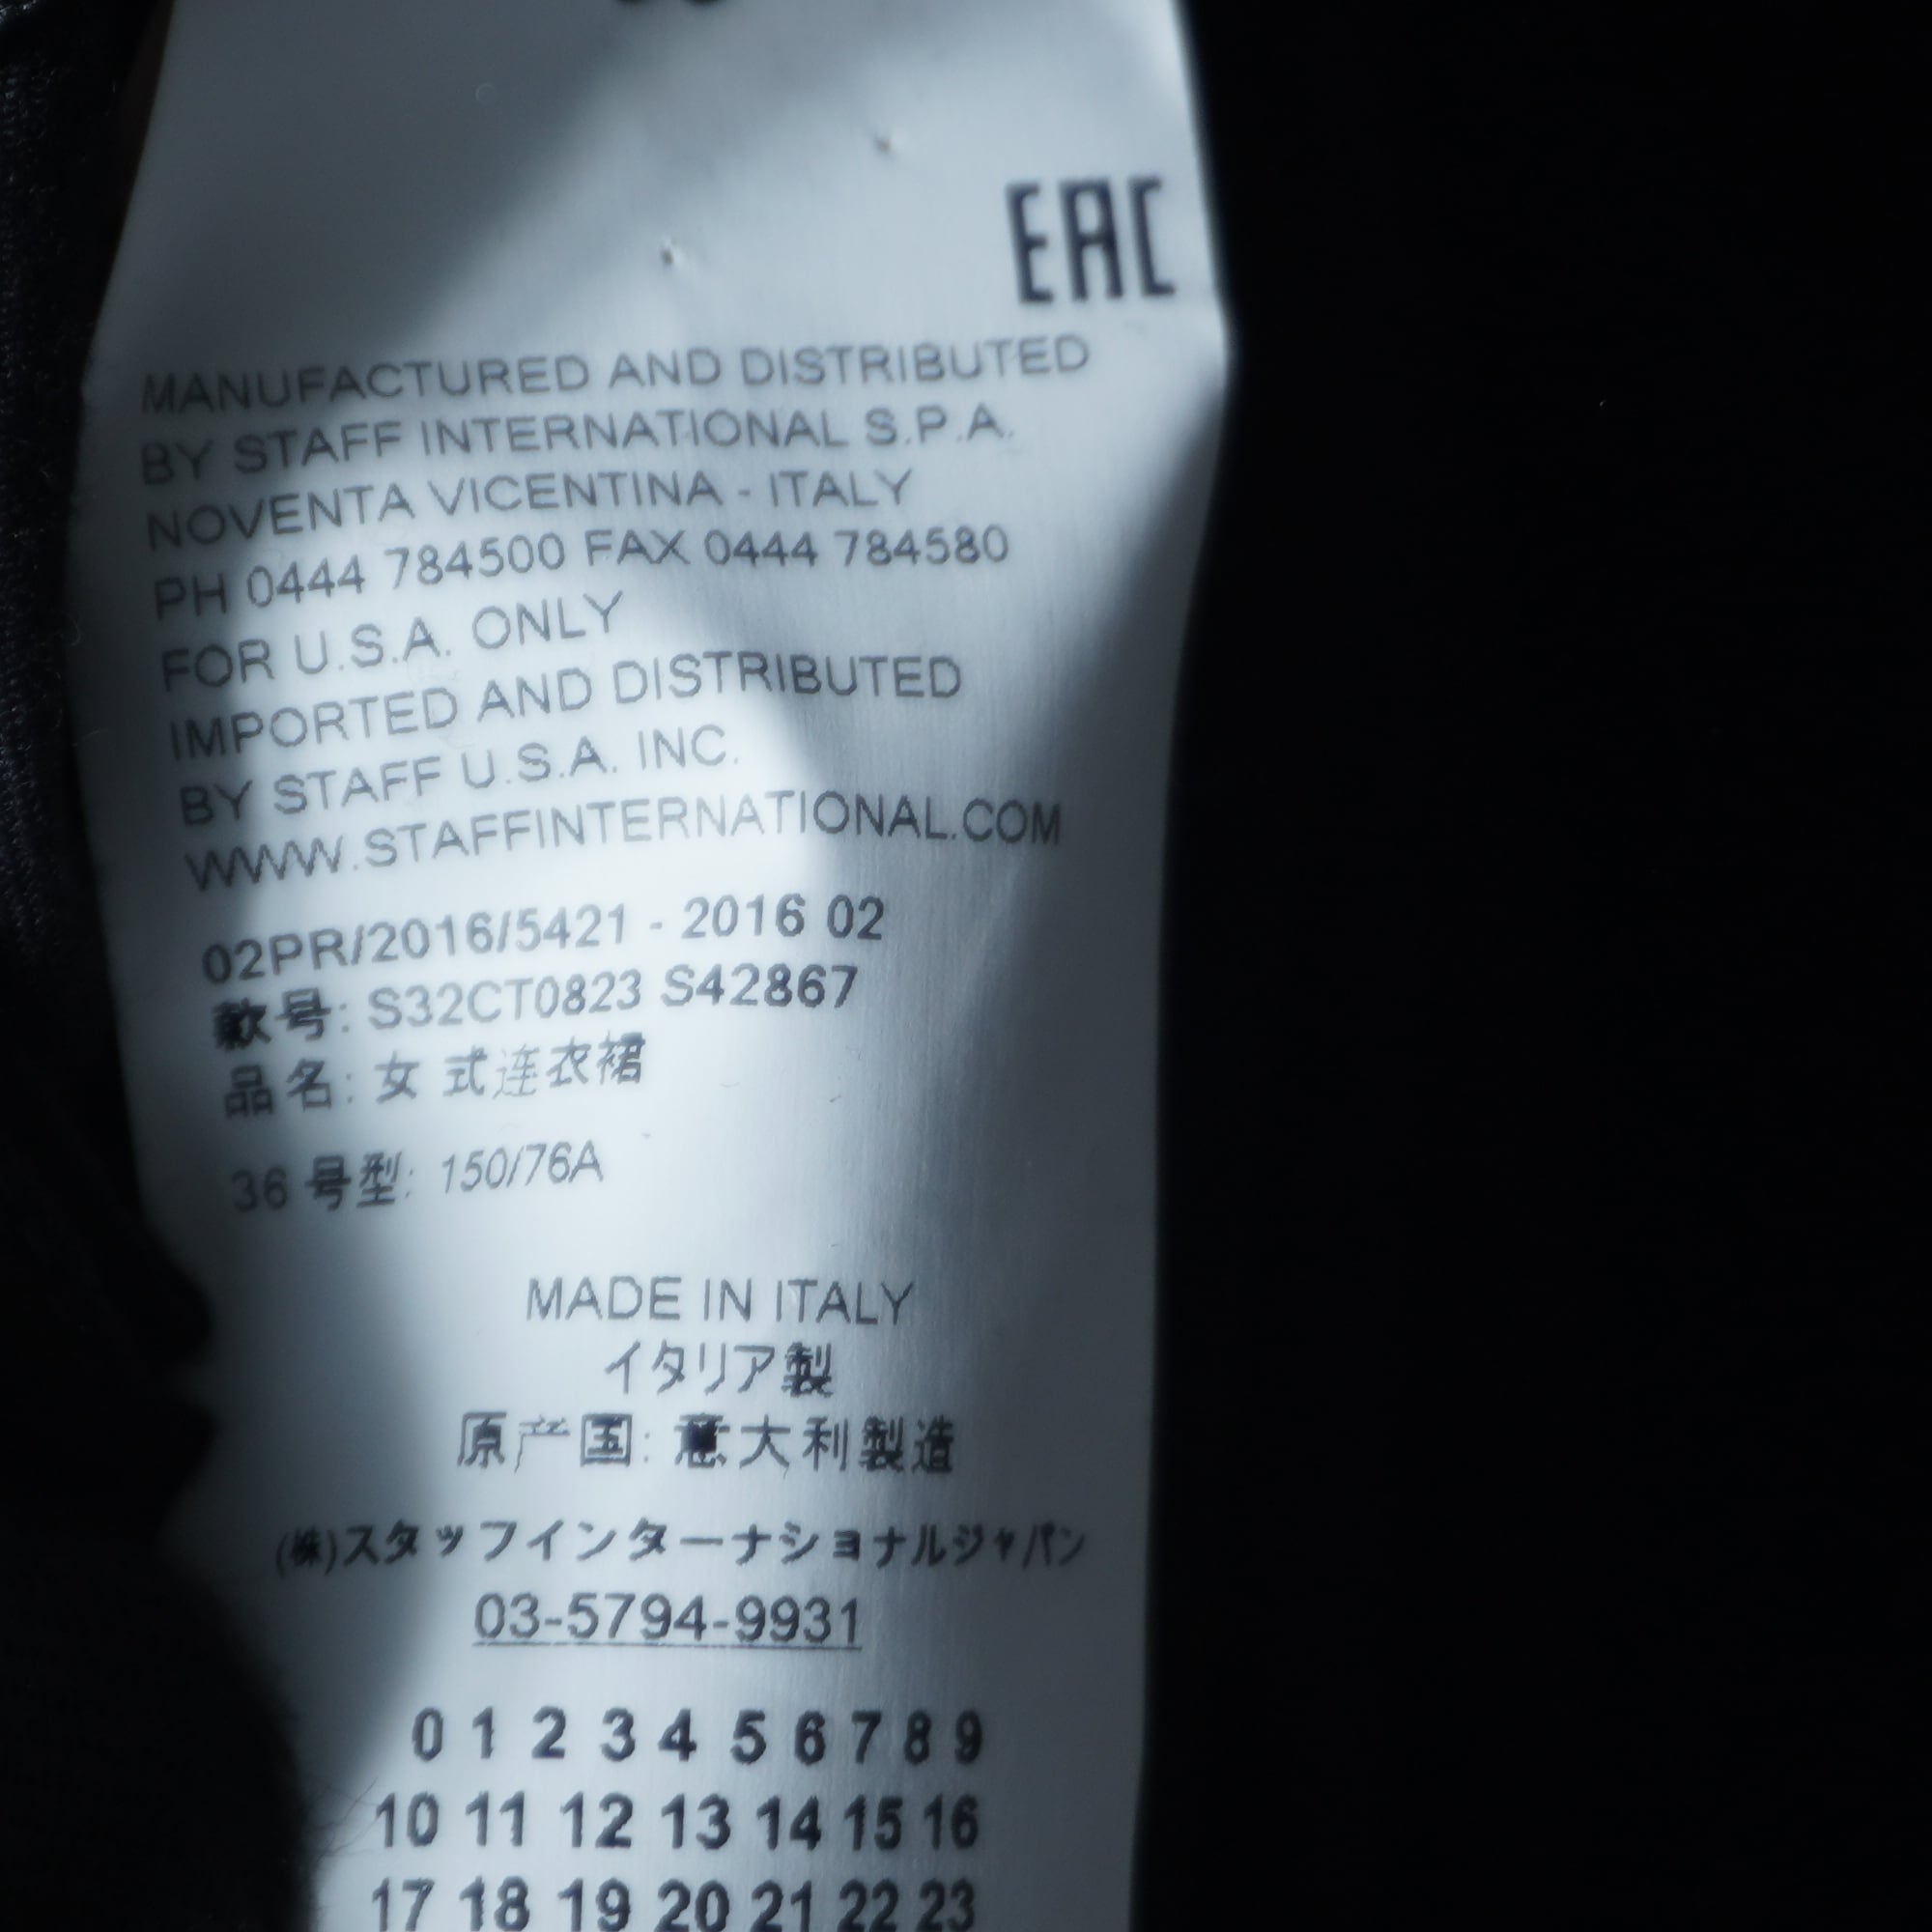 EAC
MANUFACTURED AND DISTRIBUTED
BY STAFF INTERNATIONAL S.P.A.
NOVENTA VICENTINA - ITALY
PH 0444 784500 FAX 0444 784580
FOR U.S.A. ONLY
IMPORTED AND DISTRIBUTED
BY STAFF U.S.A. INC.
WWW.STAFFINTERNATIONAL.COM
02PR/2016/5421 - 2016 02
款号: S32CT0823 S42867
品名: 女 式连衣裙
36 号型: 150/76A
MADE IN ITALY
イタリア製
原产国: 意大利製造
(株)スタッフインターナショナルジャパン
03-5794-9931
0 1 2 3 4 5 6 7 8 9
10 11 12 13 14 15 16
17 18 19 20 21 22 23